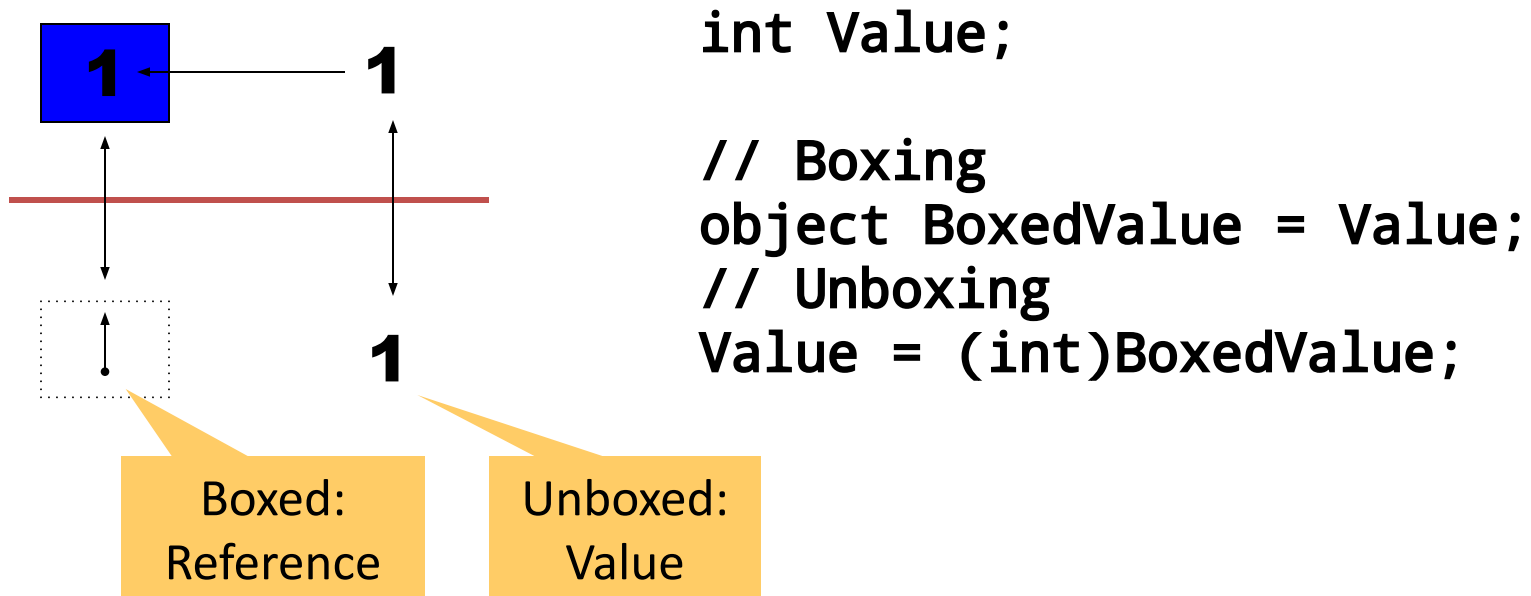 1
1
1
Boxed:
Reference
Unboxed:
Value
int Value;
// Boxing
object BoxedValue = Value;
// Unboxing
Value = (int)BoxedValue;